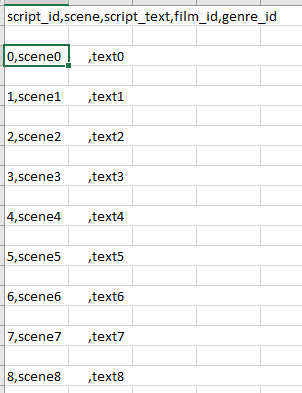 script_id,scene,script_text,film_id,genre_id
0,scene0 ,text0
1,scene1 ,text1
2,scene2 ,text2
3,scene3 ,text3
4,scene4 ,text4
5,scene5 ,text5
6,scene6 ,text6
7,scene7 ,text7
8,scene8 ,text8